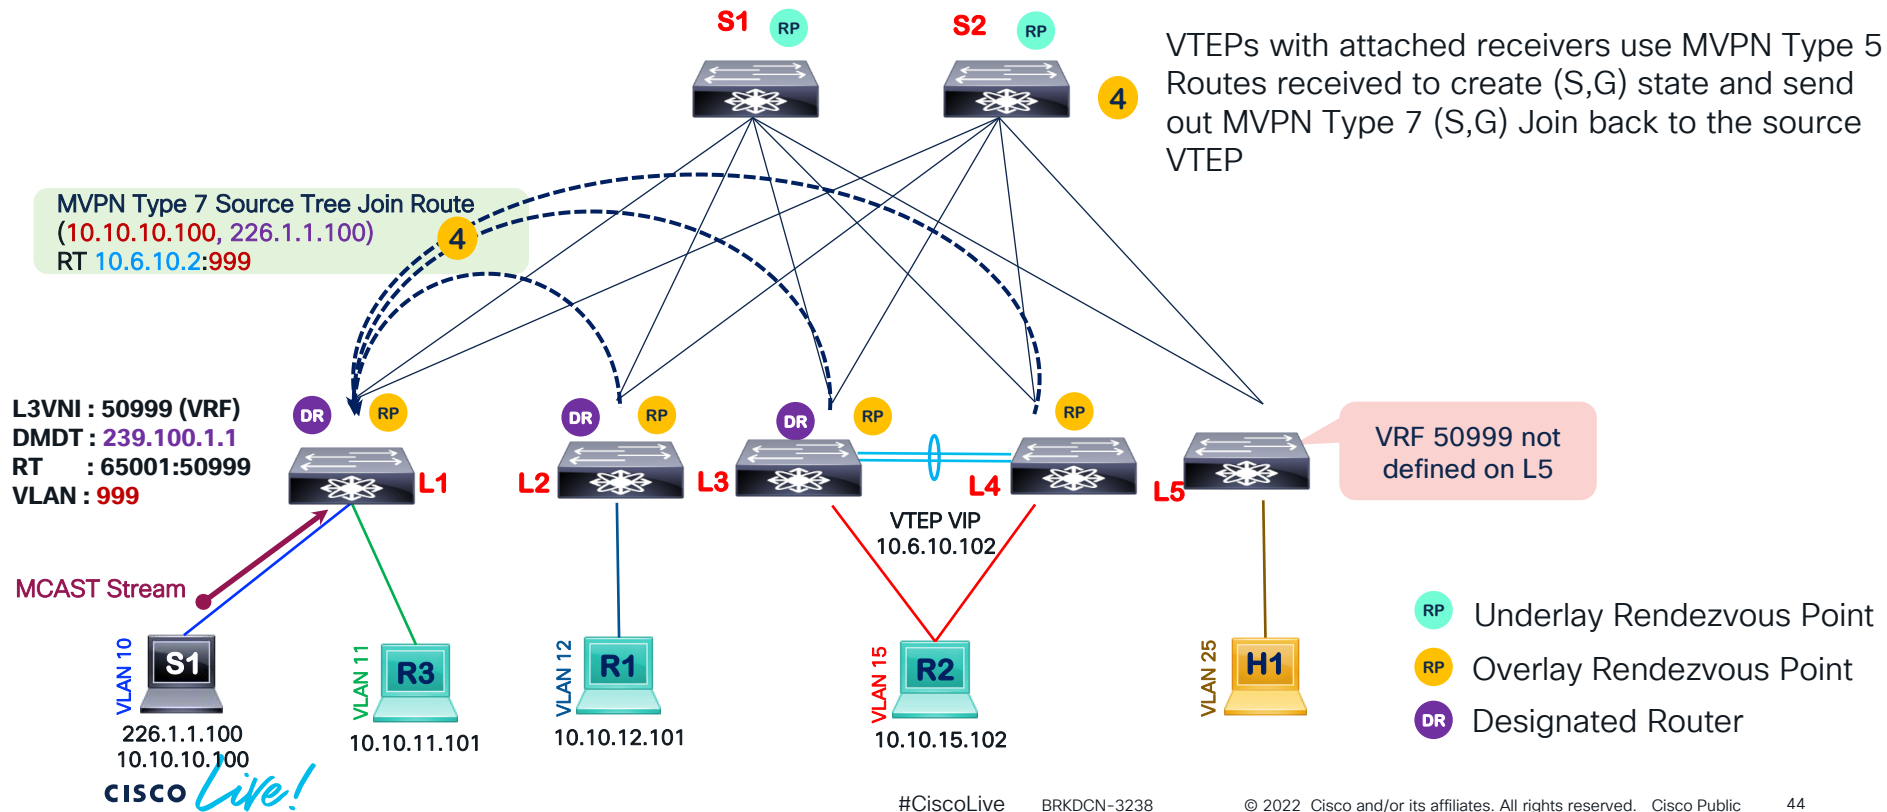 S1
RP
S2
RP
4
VTEPs with attached receivers use MVPN Type 5
Routes received to create (S,G) state and send
out MVPN Type 7 (S,G) Join back to the source
VTEP
MVPN Type 7 Source Tree Join Route
(10.10.10.100, 226.1.1.100)
RT 10.6.10.2:999
4
L3VNI : 50999 (VRF)
DMDT : 239.100.1.1
RT : 65001:50999
VLAN : 999
DR
RP
L1
DR
RP
L2
DR
RP
L3
RP
L4
L5
VRF 50999 not
defined on L5
VTEP VIP
10.6.10.102
MCAST Stream
VLAN 10
S1
226.1.1.100
10.10.10.100
VLAN 11
R3
10.10.11.101
VLAN 12
R1
10.10.12.101
VLAN 15
R2
10.10.15.102
VLAN 25
H1
RP Underlay Rendezvous Point
RP Overlay Rendezvous Point
DR Designated Router
CISCO Live!
#CiscoLive BRKDCN-3238 © 2022 Cisco and/or its affiliates. All rights reserved. Cisco Public 44